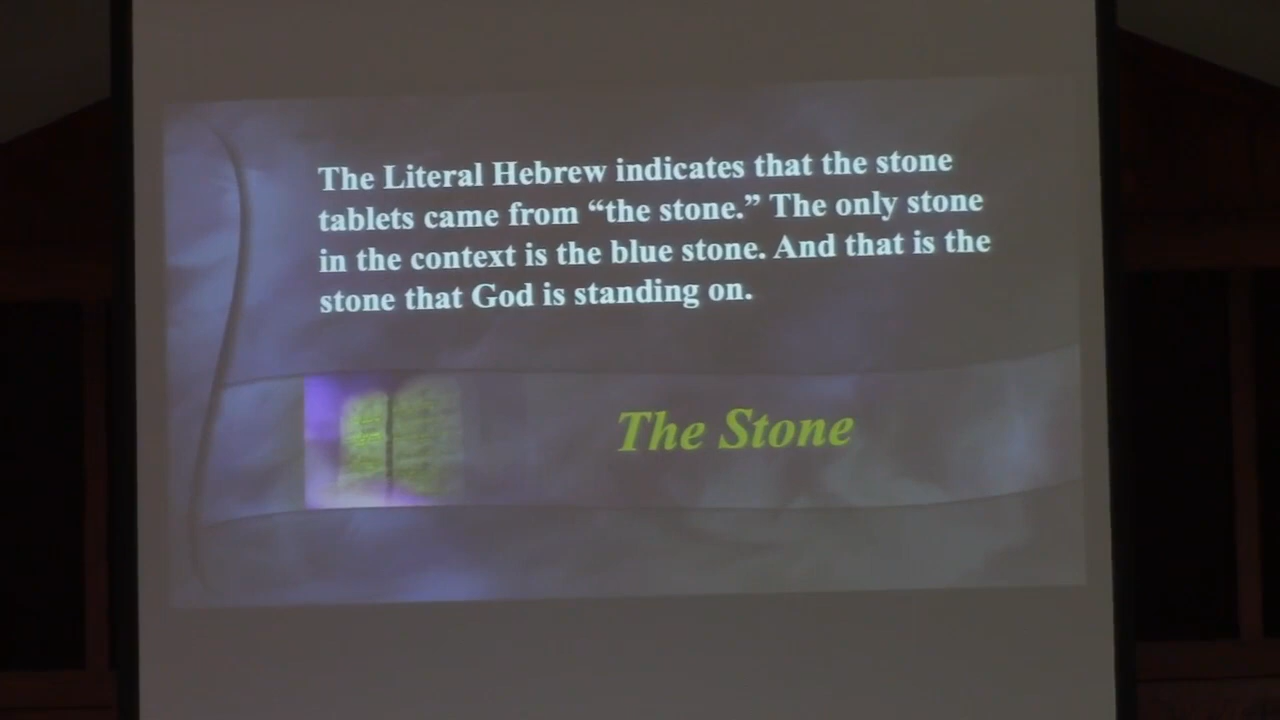 The Literal Hebrew indicates that the stone
tablets came from “the stone.” The only stone
in the context is the blue stone. And that is the
stone that God is standing on.
The Stone